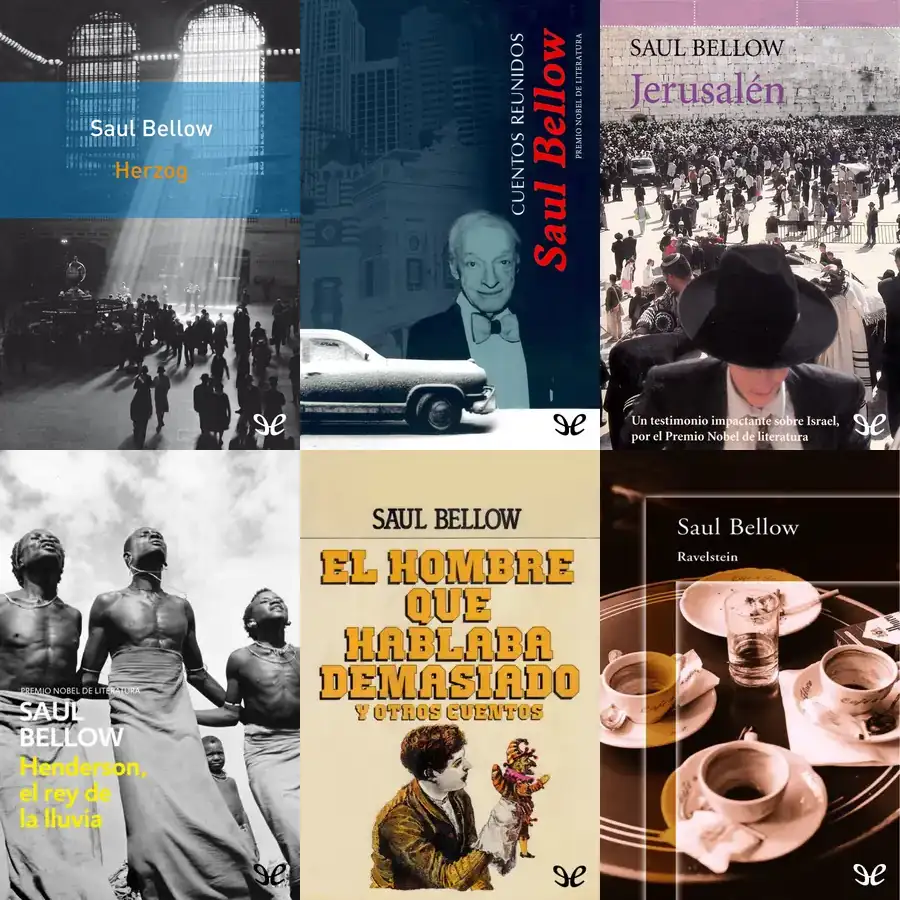 Saul Bellow
Herzog
CUENTOS REUNIDOS
Saul Bellow
PREMIO NOBEL DE LITERATURA
SAUL BELLOW
Jerusalén
Un testimonio impactante sobre Israel,
por el Premio Nobel de literatura
PREMIO NOBEL DE LITERATURA
SAUL
BELLOW
Henderson,
el rey de
la lluvia
SAUL BELLOW
EL HOMBRE
QUE
HABLABA
DEMASIADO
Y OTROS CUENTOS
Saul Bellow
Ravelstein